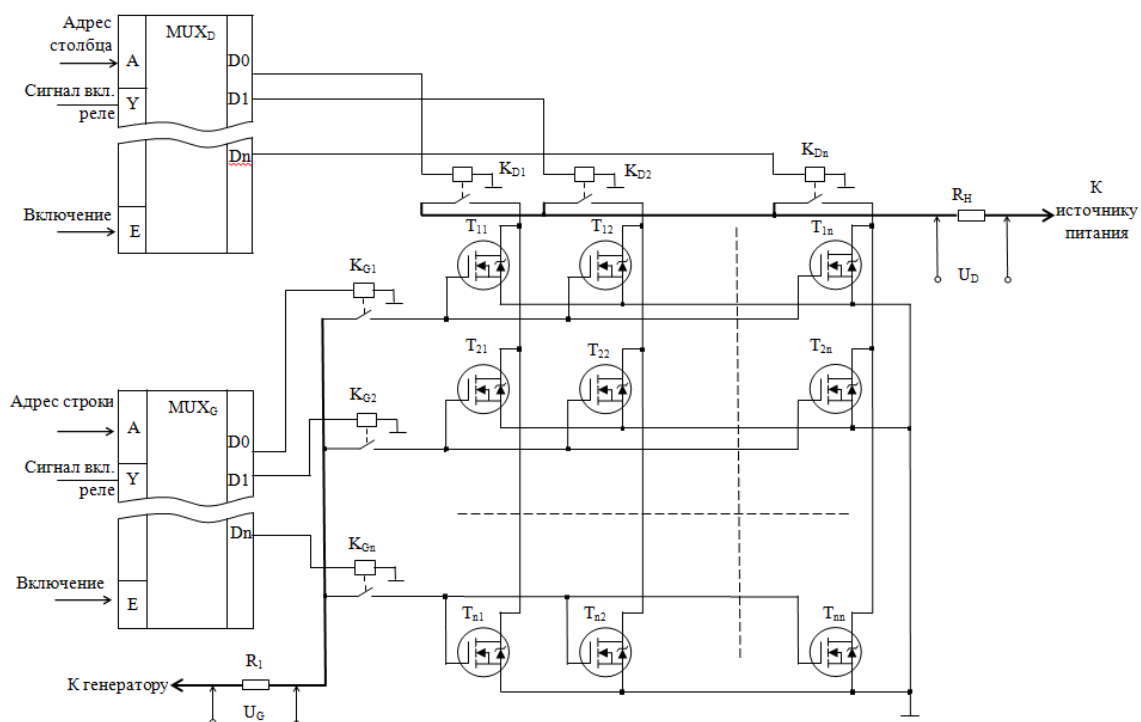 Адрес
столбца
MUX_D
A
D0
Сигнал вкл.
реле
Y
D1
Dn
Включение
E
K_D1
K_D2
K_Dn
R_H
К
источнику
питания
U_D
T_11
T_12
T_1n
K_G1
T_21
T_22
T_2n
K_G2
Адрес строки
MUX_G
A
D0
Сигнал вкл.
реле
Y
D1
Dn
K_Gn
Включение
E
T_n1
T_n2
T_nn
R_1
К генератору
U_G